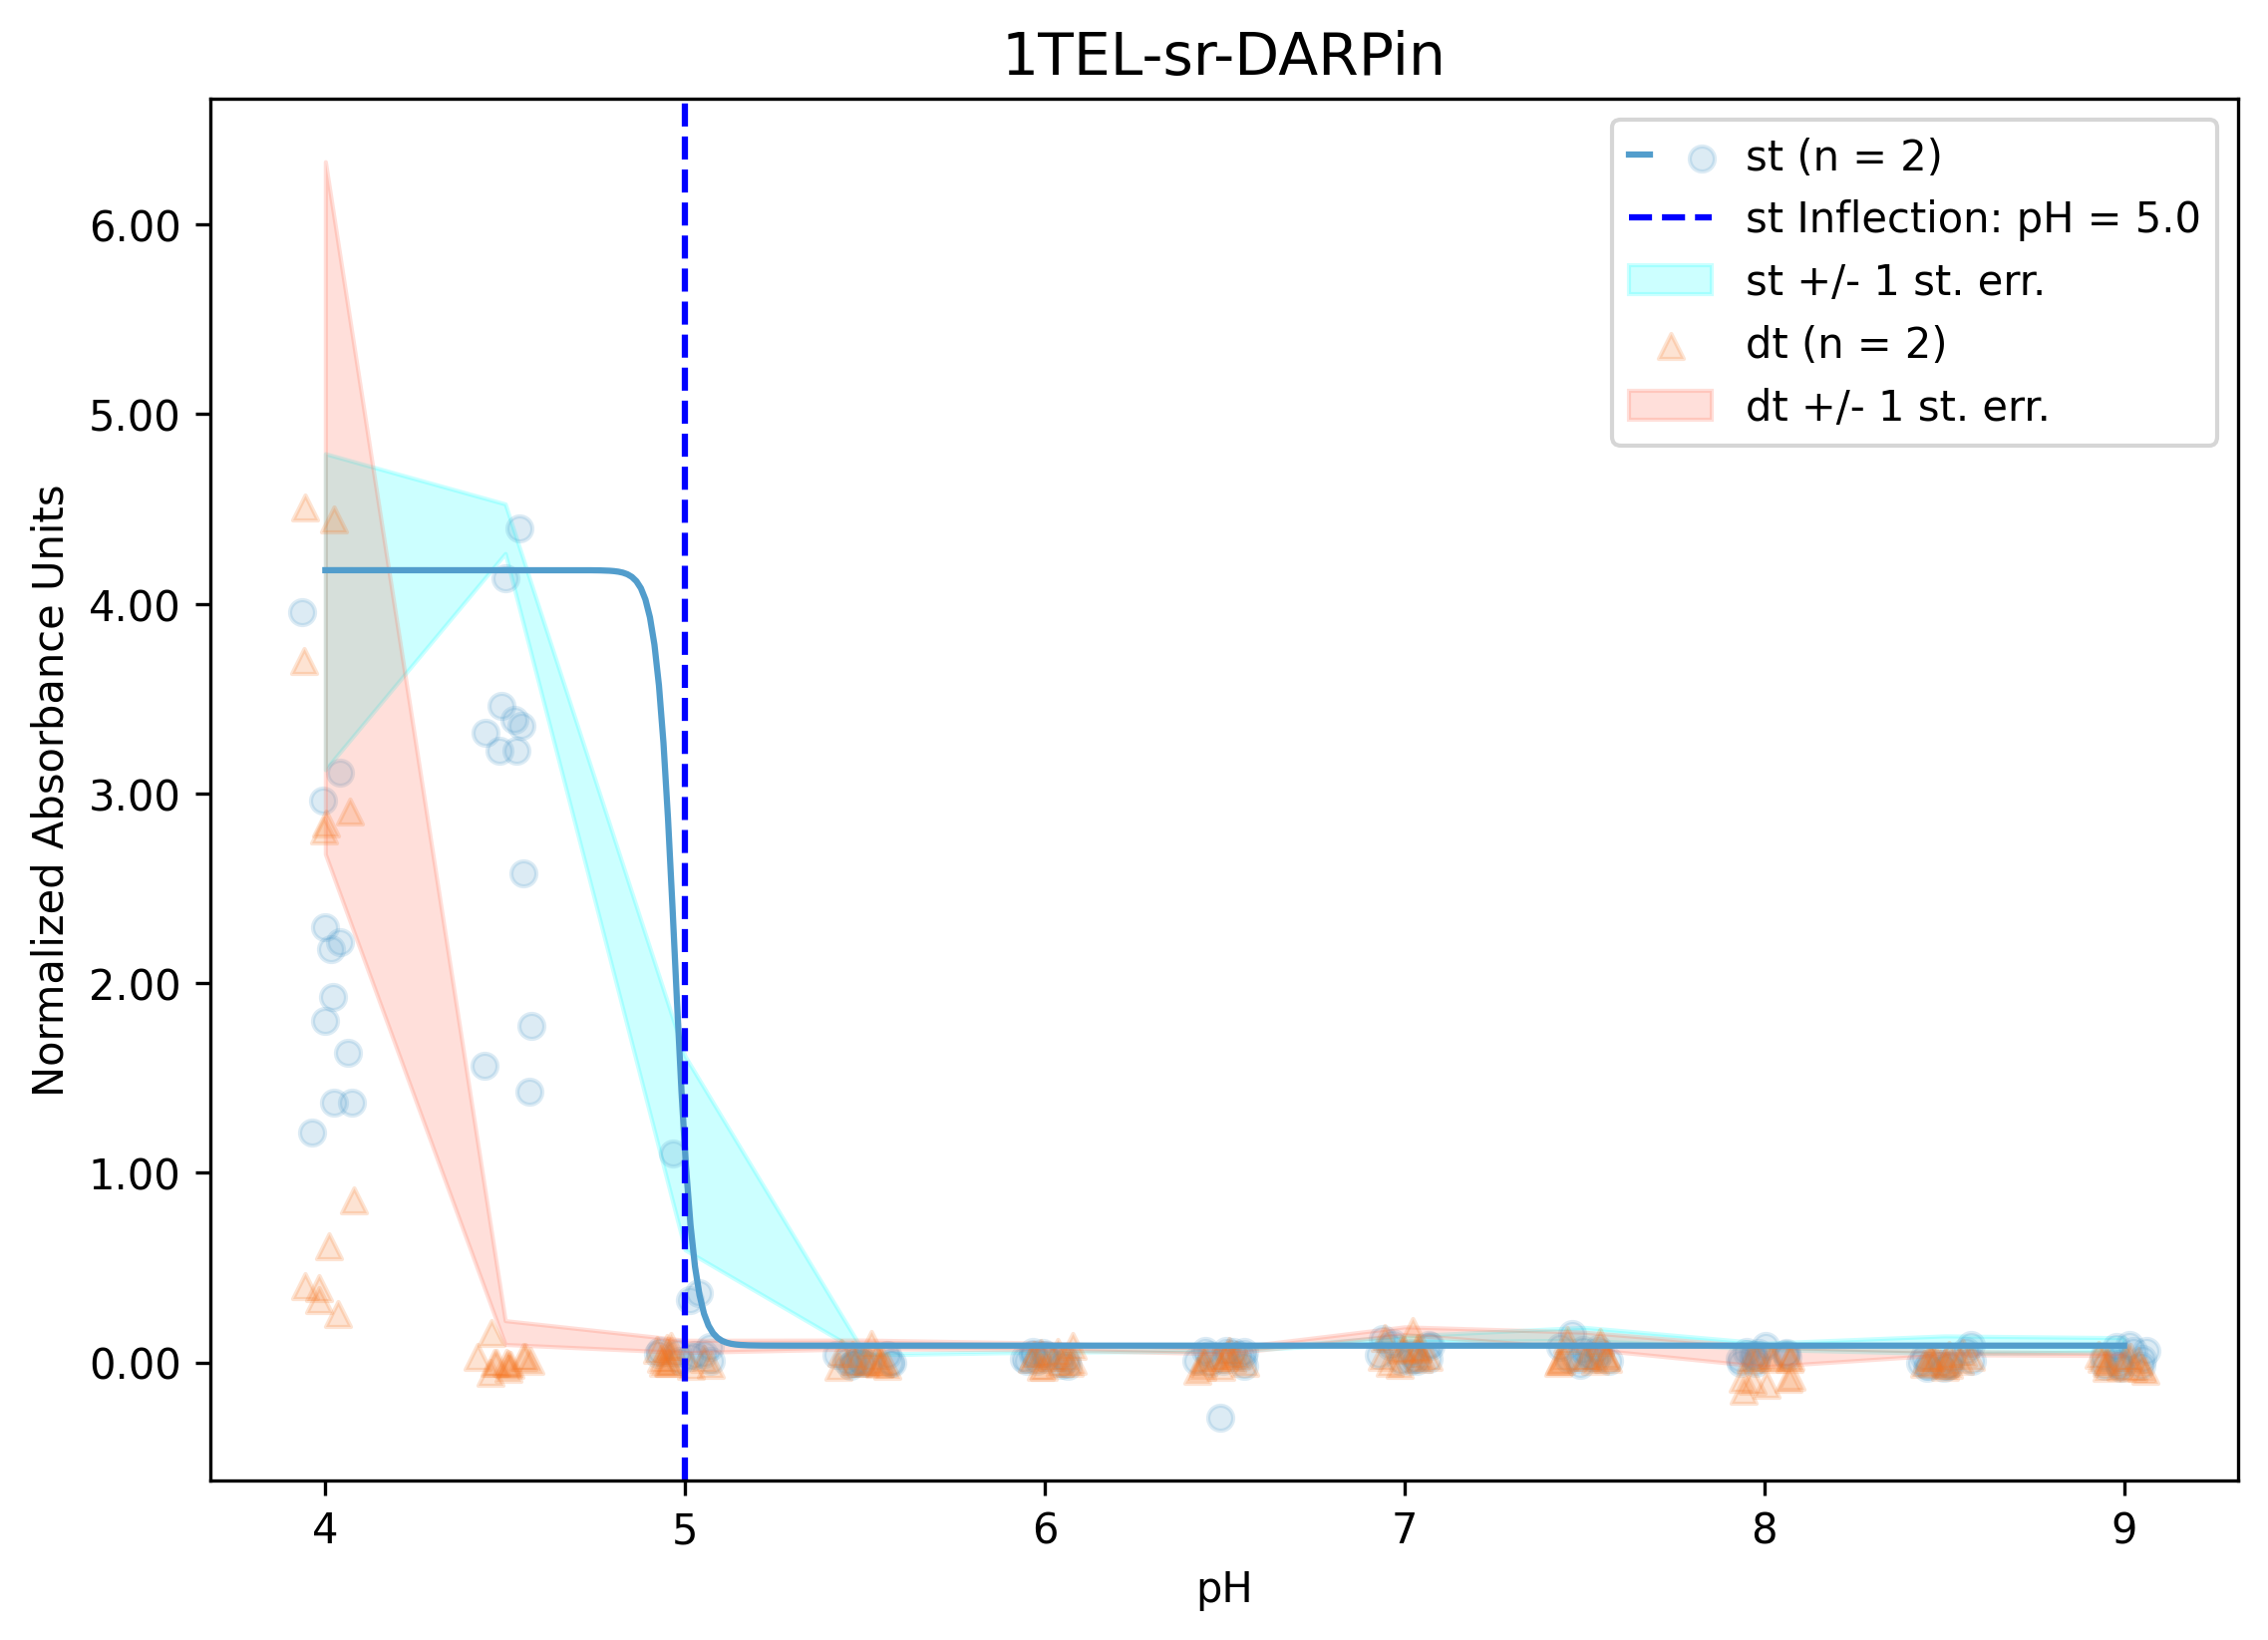 1TEL-sr-DARPin
st (n = 2)
st Inflection: pH = 5.0
st +/- 1 st. err.
dt (n = 2)
dt +/- 1 st. err.
Normalized Absorbance Units
6.00
5.00
4.00
3.00
2.00
1.00
0.00
4 5 6 7 8 9
pH